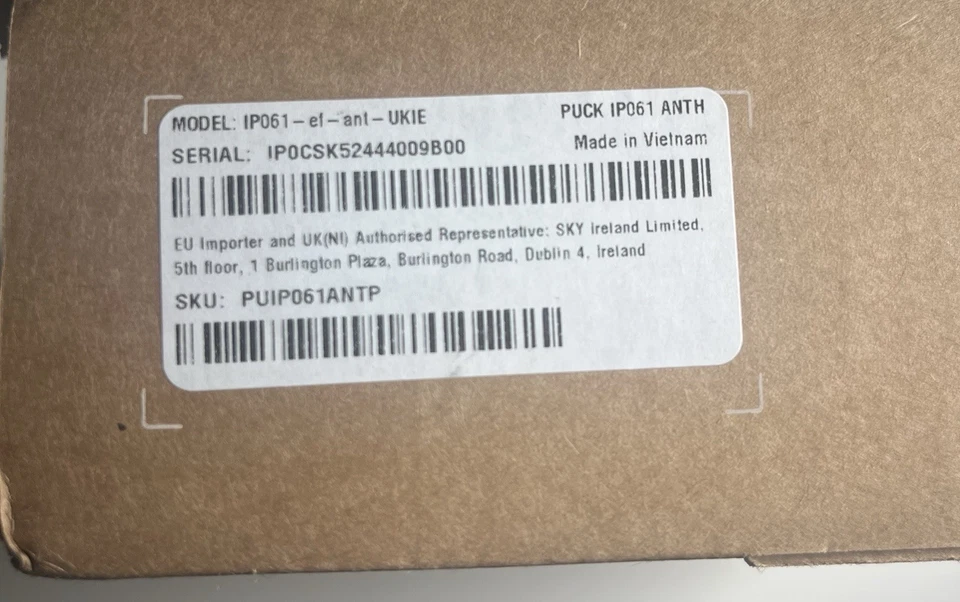 MODEL: IP061-ef-ant-UKIE
PUCK IP061 ANTH
SERIAL: IP0CSK52444009B00
Made in Vietnam
EU Importer and UK(NI) Authorised Representative: SKY Ireland Limited,
5th floor, 1 Burlington Plaza, Burlington Road, Dublin 4, Ireland
SKU: PUIP061ANTP